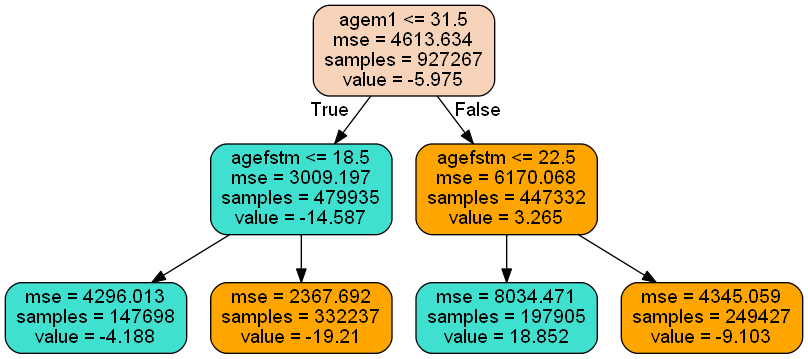 agem1 <= 31.5
mse = 4613.634
samples = 927267
value = -5.975
True
False
agefstm <= 18.5
mse = 3009.197
samples = 479935
value = -14.587
agefstm <= 22.5
mse = 6170.068
samples = 447332
value = 3.265
mse = 4296.013
samples = 147698
value = -4.188
mse = 2367.692
samples = 332237
value = -19.21
mse = 8034.471
samples = 197905
value = 18.852
mse = 4345.059
samples = 249427
value = -9.103